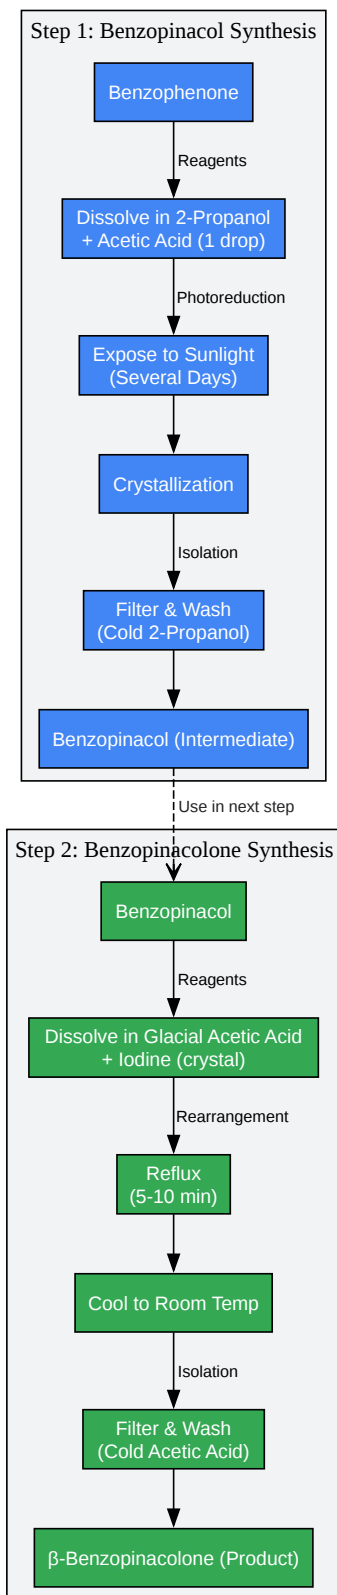 Step 1: Benzopinacol Synthesis
Benzophenone
Reagents
Dissolve in 2-Propanol
+ Acetic Acid (1 drop)
Photoreduction
Expose to Sunlight
(Several Days)
Crystallization
Isolation
Filter & Wash
(Cold 2-Propanol)
Benzopinacol (Intermediate)
Use in next step
Step 2: Benzopinacolone Synthesis
Benzopinacol
Reagents
Dissolve in Glacial Acetic Acid
+ Iodine (crystal)
Rearrangement
Reflux
(5-10 min)
Cool to Room Temp
Isolation
Filter & Wash
(Cold Acetic Acid)
β-Benzopinacolone (Product)